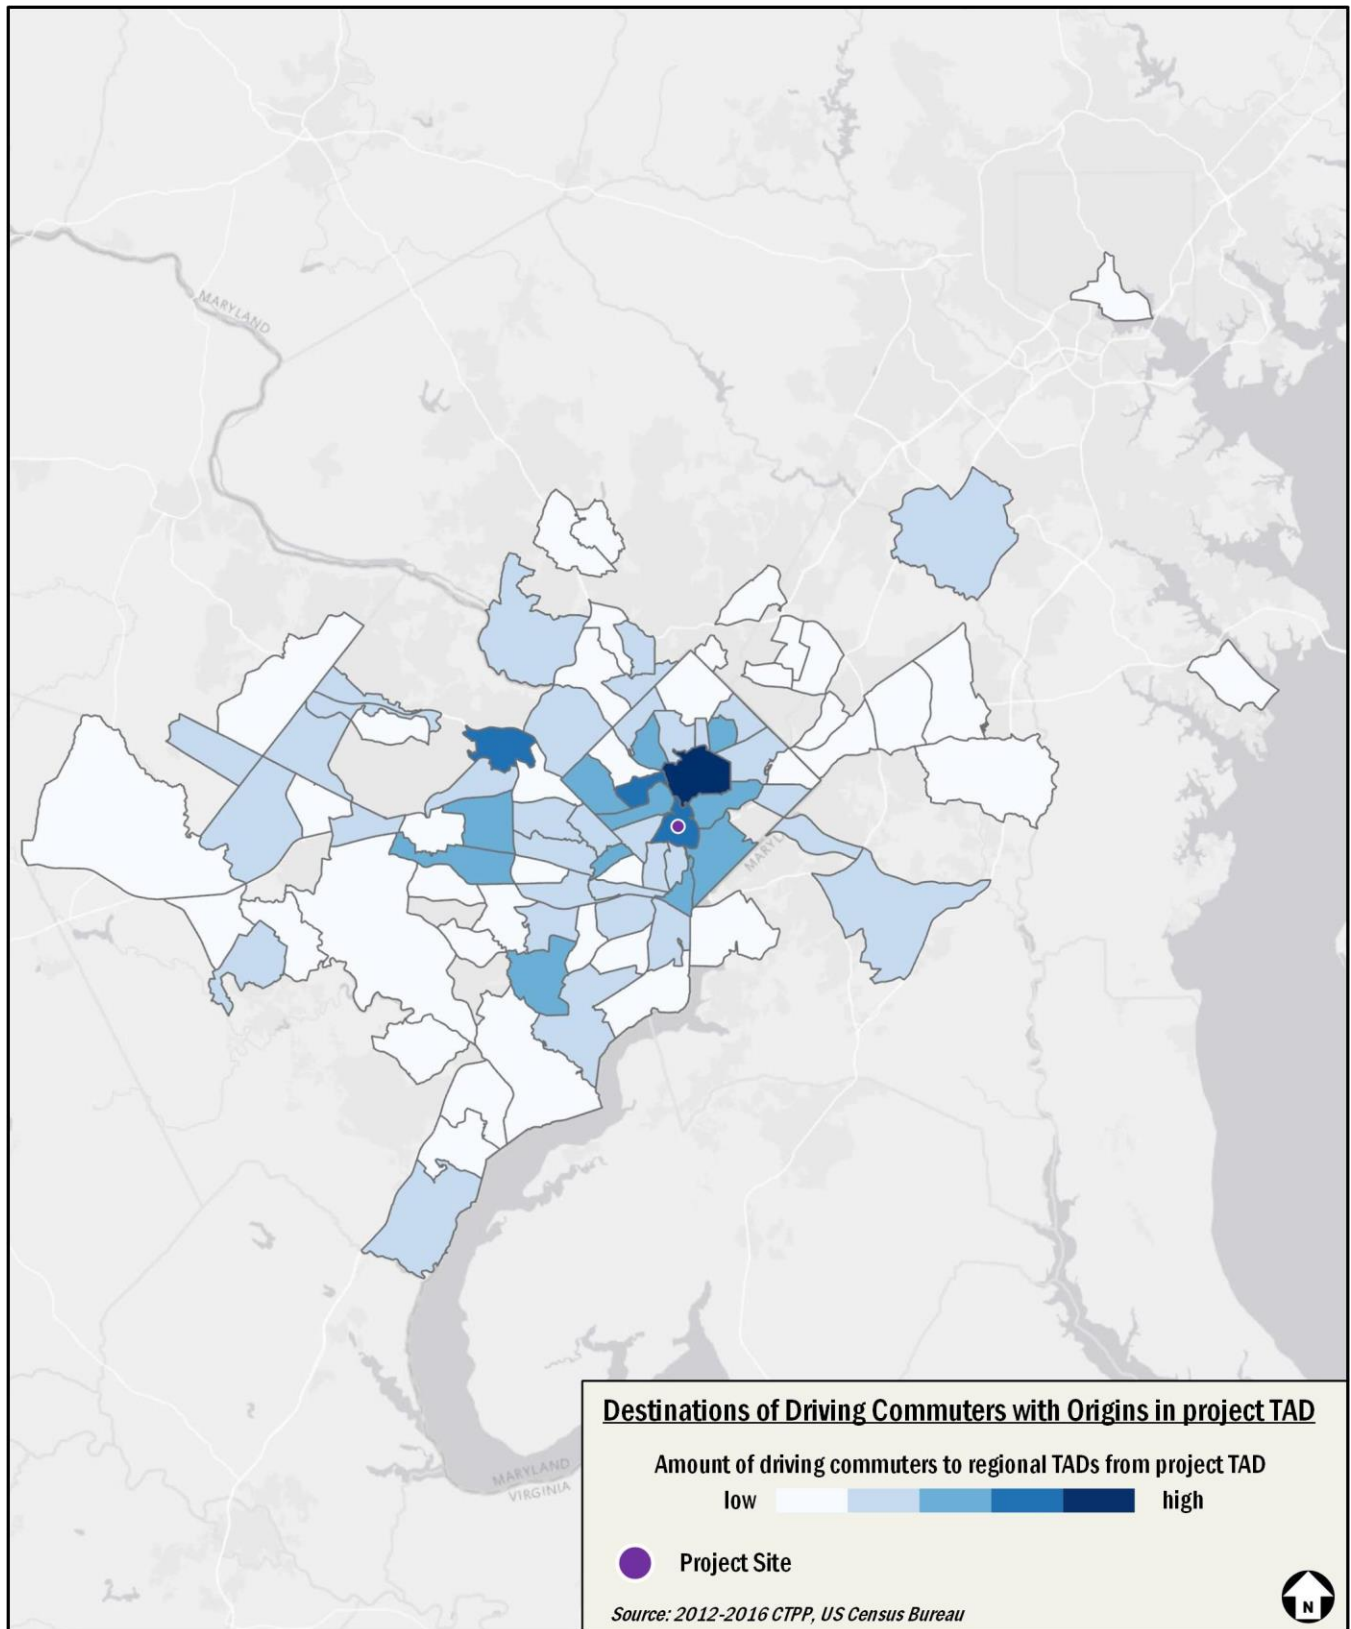 MARYLAND
MARYL
Destinations of Driving Commuters with Origins in project TAD
Amount of driving commuters to regional TADs from project TAD
low high
Project Site
MARYLAND
VIRGINIA
Source: 2012-2016 CTPP, US Census Bureau
N